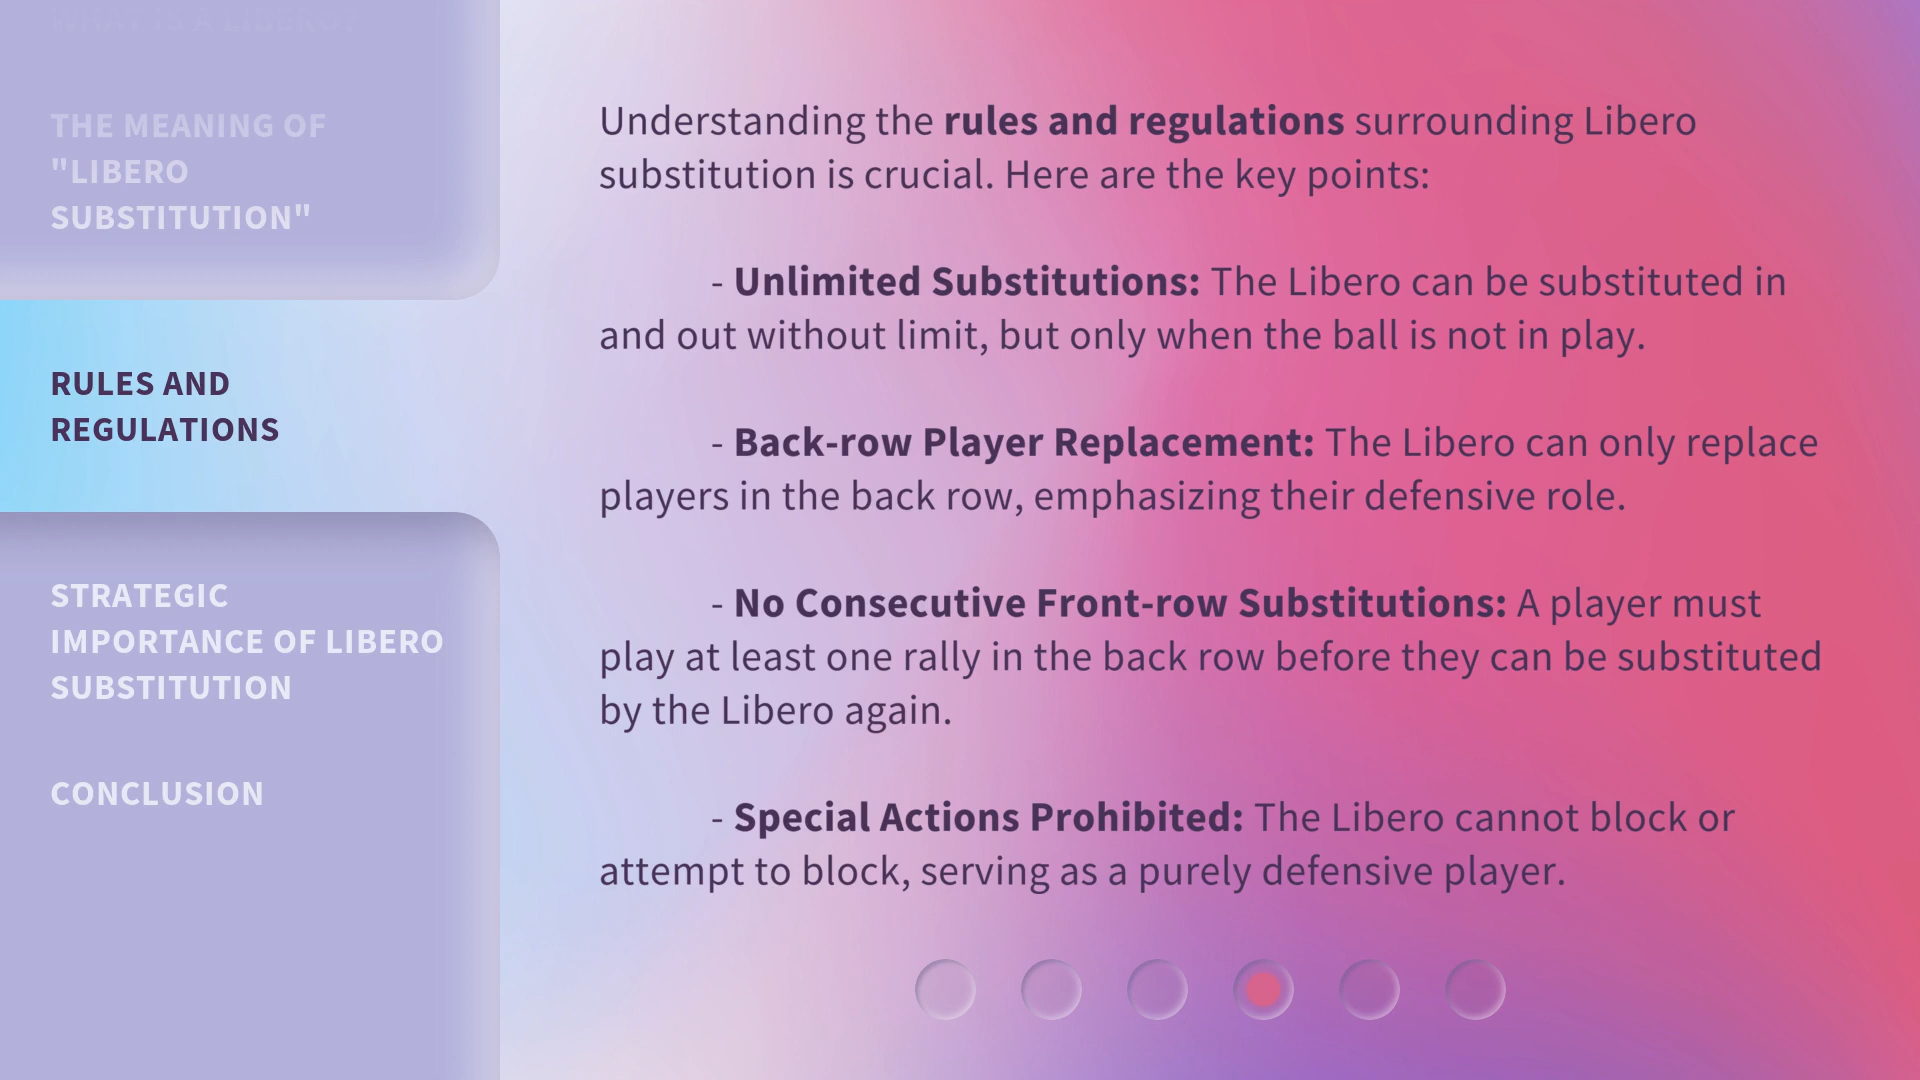 WHAT IS A LIBERO?
THE MEANING OF
"LIBERO
SUBSTITUTION"
RULES AND
REGULATIONS
STRATEGIC
IMPORTANCE OF LIBERO
SUBSTITUTION
CONCLUSION
Understanding the rules and regulations surrounding Libero
substitution is crucial. Here are the key points:
- Unlimited Substitutions: The Libero can be substituted in
and out without limit, but only when the ball is not in play.
- Back-row Player Replacement: The Libero can only replace
players in the back row, emphasizing their defensive role.
- No Consecutive Front-row Substitutions: A player must
play at least one rally in the back row before they can be substituted
by the Libero again.
- Special Actions Prohibited: The Libero cannot block or
attempt to block, serving as a purely defensive player.